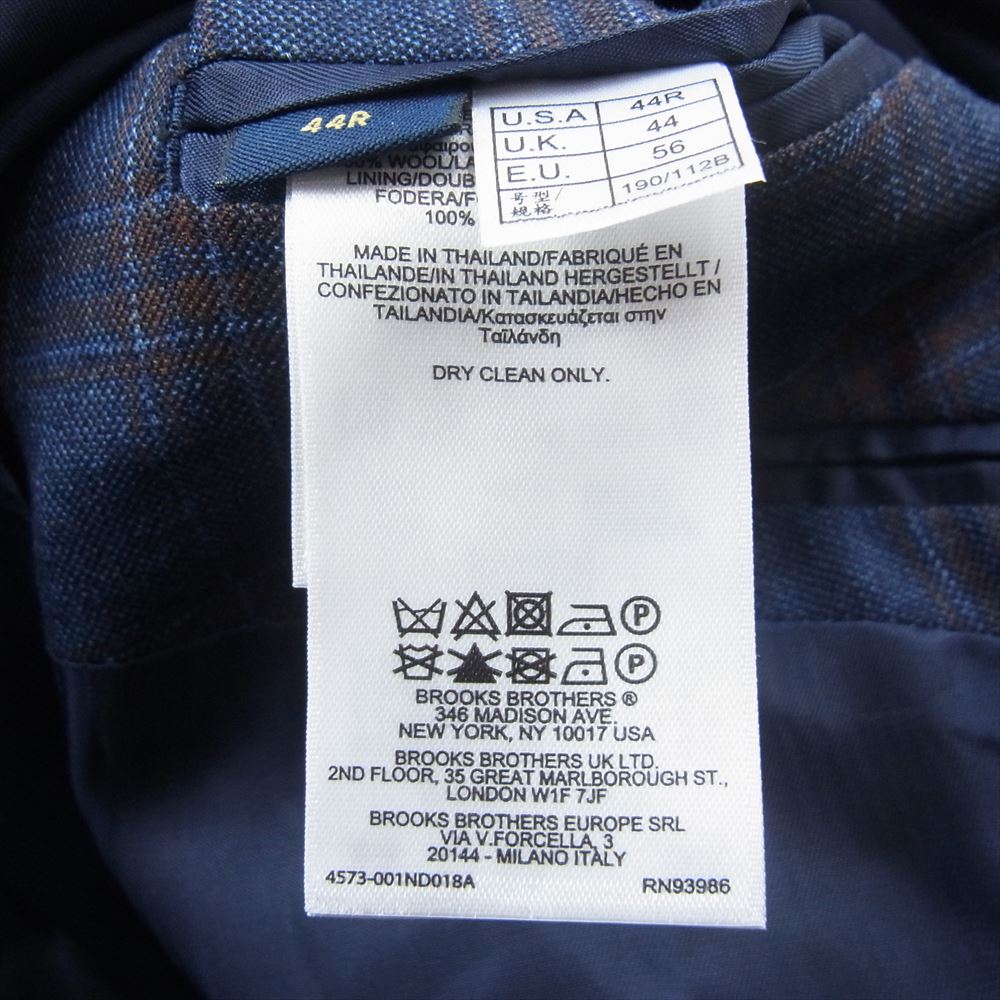 44R
U.S.A 44R
U.K. 44
E.U. 56
号型/ 190/112B
规格
WOOL/LA
LINING/DOUB
FODERA/F
100%
MADE IN THAILAND/FABRIQUÉ EN
THAILANDE/IN THAILAND HERGESTELLT /
CONFEZIONATO IN TAILANDIA/HECHO EN
TAILANDIA/Κατασκευάζεται στην
Ταϊλάνδη
DRY CLEAN ONLY.
P
P
BROOKS BROTHERS ®
346 MADISON AVE.
NEW YORK, NY 10017 USA
BROOKS BROTHERS UK LTD.
2ND FLOOR, 35 GREAT MARLBOROUGH ST.,
LONDON W1F 7JF
BROOKS BROTHERS EUROPE SRL
VIA V.FORCELLA, 3
20144 - MILANO ITALY
4573-001ND018A RN93986